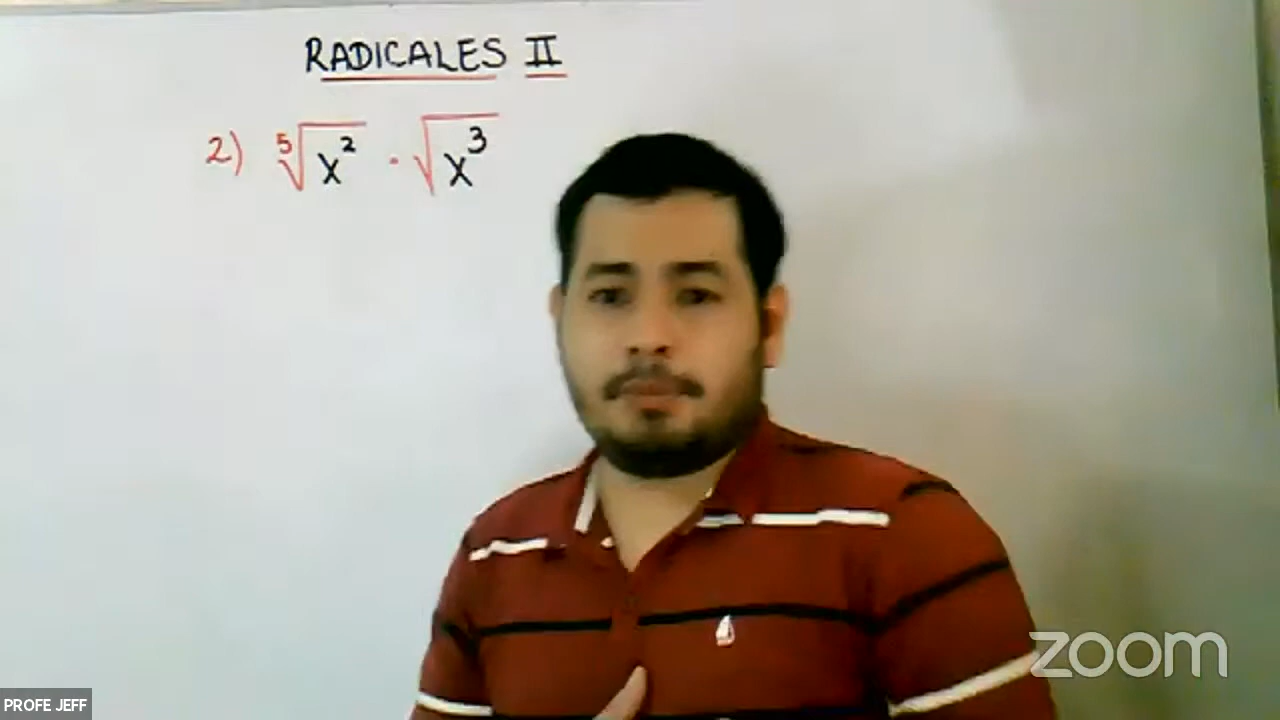 RADICALES II
2) ⁵√x² · √x³
zoom
PROFE JEFF